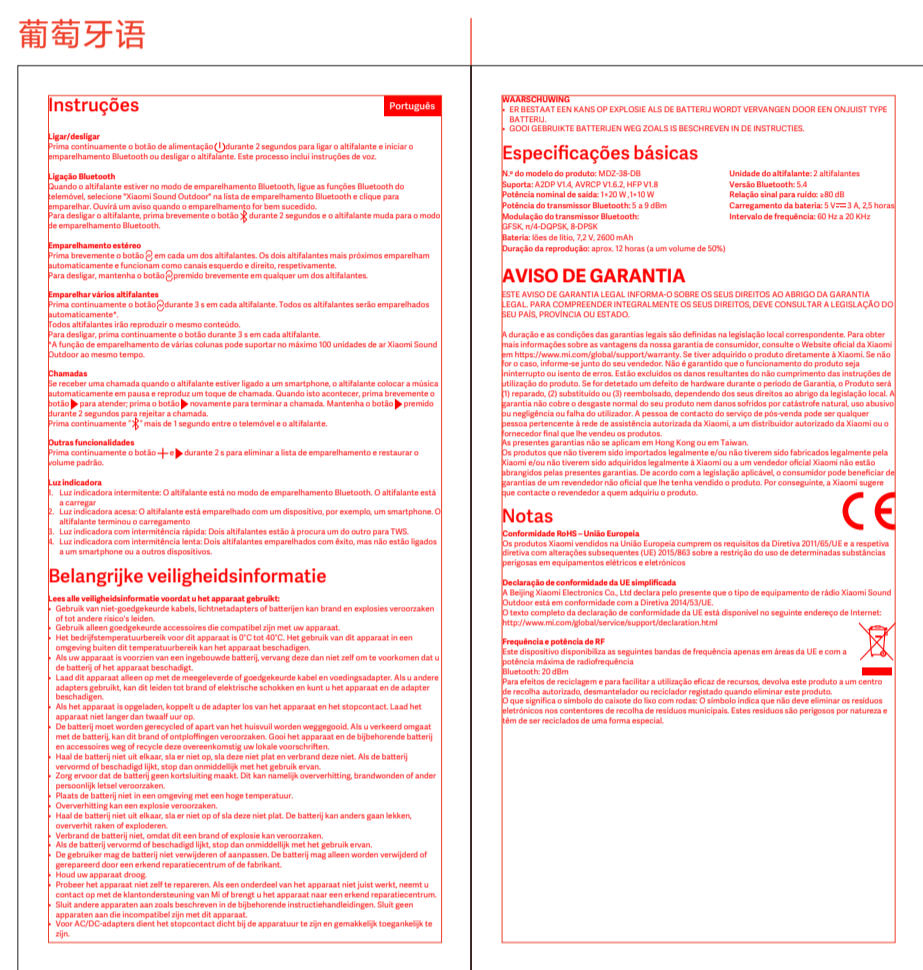 葡萄牙语
Instruções
Português
Ligar/desligar
Prima continuamente o botão de alimentação durante 2 segundos para ligar o altifalante e iniciar o
emparelhamento Bluetooth ou desligar o altifalante. Este processo inclui instruções de voz.
Ligação Bluetooth
Quando o altifalante estiver no modo de emparelhamento Bluetooth, ligue as funções Bluetooth do
telemóvel, selecione "Xiaomi Sound Outdoor" na lista de emparelhamento Bluetooth e clique para
emparelhar. Ouvirá um aviso quando o emparelhamento for bem sucedido.
Para desligar o altifalante, prima brevemente o botão durante 2 segundos e o altifalante muda para o modo
de emparelhamento Bluetooth.
Emparelhamento estéreo
Prima brevemente o botão em cada um dos altifalantes. Os dois altifalantes mais próximos emparelham
automaticamente e funcionam como canais esquerdo e direito, respetivamente.
Para desligar, mantenha o botão premido brevemente em qualquer um dos altifalantes.
Emparelhar vários altifalantes
Prima continuamente o botão durante 3 s em cada altifalante. Todos os altifalantes serão emparelhados
automaticamente*.
Todos altifalantes irão reproduzir o mesmo conteúdo.
Para desligar, prima continuamente o botão durante 3 s em cada altifalante.
*A função de emparelhamento de várias colunas pode suportar no máximo 100 unidades de ar Xiaomi Sound
Outdoor ao mesmo tempo.
Chamadas
Se receber uma chamada quando o altifalante estiver ligado a um smartphone, o altifalante colocar a música
automaticamente em pausa e reproduz um toque de chamada. Quando isto acontecer, prima brevemente o
botão para atender; prima o botão novamente para terminar a chamada. Mantenha o botão premido
durante 2 segundos para rejeitar a chamada.
Prima continuamente "" mais de 1 segundo entre o telemóvel e o altifalante.
Outras funcionalidades
Prima continuamente o botão + e durante 2 s para eliminar a lista de emparelhamento e restaurar o
volume padrão.
Luz indicadora
1. Luz indicadora intermitente: O altifalante está no modo de emparelhamento Bluetooth. O altifalante está
a carregar
2. Luz indicadora acesa: O altifalante está emparelhado com um dispositivo, por exemplo, um smartphone. O
altifalante terminou o carregamento
3. Luz indicadora com intermitência rápida: Dois altifalantes estão à procura um do outro para TWS.
4. Luz indicadora com intermitência lenta: Dois altifalantes emparelhados com êxito, mas não estão ligados
a um smartphone ou a outros dispositivos.
Belangrijke veiligheidsinformatie
Lees alle veiligheidsinformatie voordat u het apparaat gebruikt:
• Gebruik van niet-goedgekeurde kabels, lichtnetadapters of batterijen kan brand en explosies veroorzaken
of tot andere risico's leiden.
• Gebruik alleen goedgekeurde accessoires die compatibel zijn met uw apparaat.
• Het bedrijfstemperatuurbereik voor dit apparaat is 0°C tot 40°C. Het gebruik van dit apparaat in een
omgeving buiten dit temperatuurbereik kan het apparaat beschadigen.
• Als uw apparaat is voorzien van een ingebouwde batterij, vervang deze dan niet zelf om te voorkomen dat u
de batterij of het apparaat beschadigt.
• Laad dit apparaat alleen op met de meegeleverde of goedgekeurde kabel en voedingsadapter. Als u andere
adapters gebruikt, kan dit leiden tot brand of elektrische schokken en kunt u het apparaat en de adapter
beschadigen.
• Als het apparaat is opgeladen, koppelt u de adapter los van het apparaat en het stopcontact. Laad het
apparaat niet langer dan twaalf uur op.
• De batterij moet worden gerecycled of apart van het huisvuil worden weggegooid. Als u verkeerd omgaat
met de batterij, kan dit brand of ontploffingen veroorzaken. Gooi het apparaat en de bijbehorende batterij
en accessoires weg of recycle deze overeenkomstig uw lokale voorschriften.
• Haal de batterij niet uit elkaar, sla er niet op, sla deze niet plat en verbrand deze niet. Als de batterij
vervormd of beschadigd lijkt, stop dan onmiddellijk met het gebruik ervan.
• Zorg ervoor dat de batterij geen kortsluiting maakt. Dit kan namelijk oververhitting, brandwonden of ander
persoonlijk letsel veroorzaken.
• Plaats de batterij niet in een omgeving met een hoge temperatuur.
• Oververhitting kan een explosie veroorzaken.
• Haal de batterij niet uit elkaar, sla er niet op of sla deze niet plat. De batterij kan anders gaan lekken,
oververhit raken of exploderen.
• Verbrand de batterij niet, omdat dit een brand of explosie kan veroorzaken.
• Als de batterij vervormd of beschadigd lijkt, stop dan onmiddellijk met het gebruik ervan.
• De gebruiker mag de batterij niet verwijderen of aanpassen. De batterij mag alleen worden verwijderd of
gerepareerd door een erkend reparatiecentrum of de fabrikant.
• Houd uw apparaat droog.
• Probeer het apparaat niet zelf te repareren. Als een onderdeel van het apparaat niet juist werkt, neemt u
contact op met de klantondersteuning van Mi of brengt u het apparaat naar een erkend reparatiecentrum.
• Sluit andere apparaten aan zoals beschreven in de bijbehorende instructiehandleidingen. Sluit geen
apparaten aan die incompatibel zijn met dit apparaat.
• Voor AC/DC-adapters dient het stopcontact dicht bij de apparatuur te zijn en gemakkelijk toegankelijk te
zijn.
WAARSCHUWING
• ER BESTAAT EEN KANS OP EXPLOSIE ALS DE BATTERIJ WORDT VERVANGEN DOOR EEN ONJUIST TYPE
BATTERIJ.
• GOOI GEBRUIKTE BATTERIJEN WEG ZOALS IS BESCHREVEN IN DE INSTRUCTIES.
Especificações básicas
N.º do modelo do produto: MDZ-38-DB
Suporta: A2DP V1.4, AVRCP V1.6.2, HFP V1.8
Potência nominal de saída: 1×20 W ,1×10 W
Potência do transmissor Bluetooth: 5 a 9 dBm
Modulação do transmissor Bluetooth:
GFSK, π/4-DQPSK, 8-DPSK
Bateria: Iões de lítio, 7,2 V, 2600 mAh
Duração da reprodução: aprox. 12 horas (a um volume de 50%)
Unidade do altifalante: 2 altifalantes
Versão Bluetooth: 5.4
Relação sinal para ruído: ≥80 dB
Carregamento da bateria: 5 V⎓3 A, 2,5 horas
Intervalo de frequência: 60 Hz a 20 KHz
AVISO DE GARANTIA
ESTE AVISO DE GARANTIA LEGAL INFORMA-O SOBRE OS SEUS DIREITOS AO ABRIGO DA GARANTIA
LEGAL. PARA COMPREENDER INTEGRALMENTE OS SEUS DIREITOS, DEVE CONSULTAR A LEGISLAÇÃO DO
SEU PAÍS, PROVÍNCIA OU ESTADO.
A duração e as condições das garantias legais são definidas na legislação local correspondente. Para obter
mais informações sobre as vantagens da nossa garantia de consumidor, consulte o Website oficial da Xiaomi
em https://www.mi.com/global/support/warranty. Se tiver adquirido o produto diretamente à Xiaomi. Se não
for o caso, informe-se junto do seu vendedor. Não é garantido que o funcionamento do produto seja
ininterrupto ou isento de erros. Estão excluídos os danos resultantes do não cumprimento das instruções de
utilização do produto. Se for detetado um defeito de hardware durante o período de Garantia, o Produto será
(1) reparado, (2) substituído ou (3) reembolsado, dependendo dos seus direitos ao abrigo da legislação local. A
garantia não cobre o desgaste normal do seu produto nem danos sofridos por catástrofe natural, uso abusivo
ou negligência ou falha do utilizador. A pessoa de contacto do serviço de pós-venda pode ser qualquer
pessoa pertencente à rede de assistência autorizada da Xiaomi, a um distribuidor autorizado da Xiaomi ou o
fornecedor final que lhe vendeu os produtos.
As presentes garantias não se aplicam em Hong Kong ou em Taiwan.
Os produtos que não tiverem sido importados legalmente e/ou não tiverem sido fabricados legalmente pela
Xiaomi e/ou não tiverem sido adquiridos legalmente à Xiaomi ou a um vendedor oficial Xiaomi não estão
abrangidos pelas presentes garantias. De acordo com a legislação aplicável, o consumidor pode beneficiar de
garantias de um revendedor não oficial que lhe tenha vendido o produto. Por conseguinte, a Xiaomi sugere
que contacte o revendedor a quem adquiriu o produto.
CE
Notas
Conformidade RoHS – União Europeia
Os produtos Xiaomi vendidos na União Europeia cumprem os requisitos da Diretiva 2011/65/UE e a respetiva
diretiva com alterações subsequentes (UE) 2015/863 sobre a restrição do uso de determinadas substâncias
perigosas em equipamentos elétricos e eletrónicos
Declaração de conformidade da UE simplificada
A Beijing Xiaomi Electronics Co., Ltd declara pelo presente que o tipo de equipamento de rádio Xiaomi Sound
Outdoor está em conformidade com a Diretiva 2014/53/UE.
O texto completo da declaração de conformidade da UE está disponível no seguinte endereço de Internet:
http://www.mi.com/global/service/support/declaration.html
Frequência e potência de RF
Este dispositivo disponibiliza as seguintes bandas de frequência apenas em áreas da UE e com a
potência máxima de radiofrequência
Bluetooth: 20 dBm
Para efeitos de reciclagem e para facilitar a utilização eficaz de recursos, devolva este produto a um centro
de recolha autorizado, desmantelador ou reciclador registado quando eliminar este produto.
O que significa o símbolo do caixote do lixo com rodas: O símbolo indica que não deve eliminar os resíduos
eletrónicos nos contentores de recolha de resíduos municipais. Estes resíduos são perigosos por natureza e
têm de ser reciclados de uma forma especial.